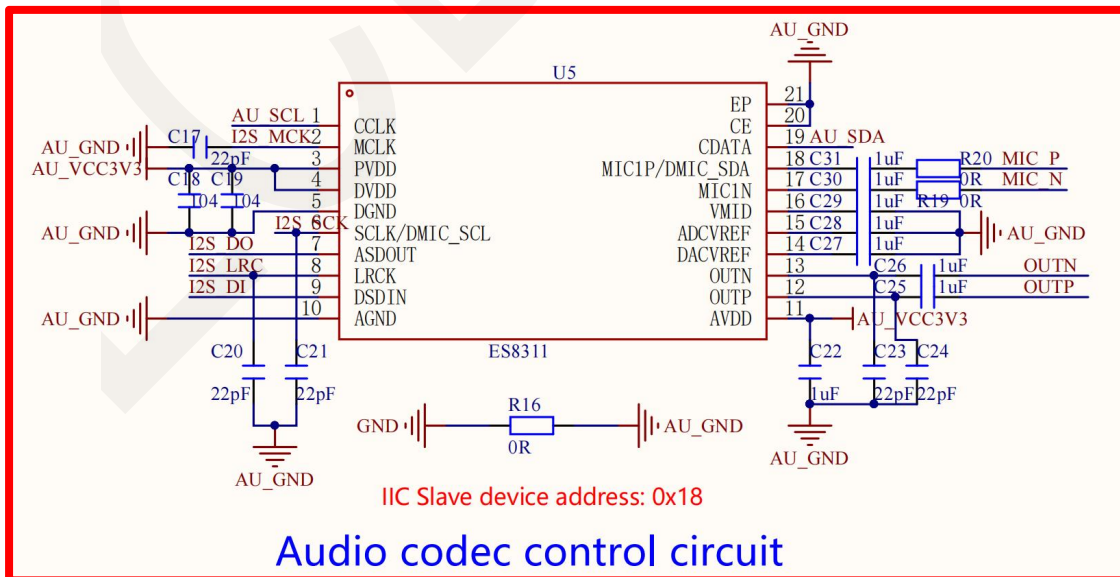 AU_GND
U5
AU_SCL 1 CCLK
C17 I2S_MCK 2 MCLK
AU_GND 22pF
AU_VCC3V3 3 PVDD
C18 C19 4 DVDD
104 104
5 DGND
AU_GND I2S_SCK 6 SCLK/DMIC_SCL
I2S_DO 7 ASDOUT
I2S_LRC 8 LRCK
I2S_DI 9 DSDIN
AU_GND 10 AGND
EP 21
CE 20
CDATA 19 AU_SDA
MIC1P/DMIC_SDA 18 C31 1uF R20 MIC_P
MIC1N 17 C30 1uF 0R MIC_N
VMID 16 C29 1uF R19 0R
ADCVREF 15 C28 1uF AU_GND
DACVREF 14 C27 1uF
OUTN 13 C26 1uF OUTN
OUTP 12 C25 1uF OUTP
AVDD 11 AU_VCC3V3
ES8311
C20 C21
22pF 22pF
AU_GND
C22 C23 C24
1uF 22pF 22pF
AU_GND
GND R16 AU_GND
0R
IIC Slave device address: 0x18
Audio codec control circuit